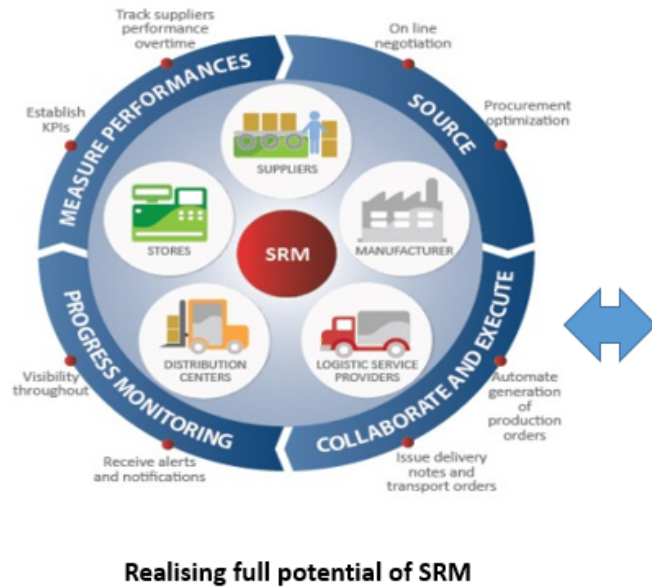 Track suppliers
performance
overtime
On line
negotiation
Establish
KPIs
Procurement
optimization
MEASURE PERFORMANCES
SOURCE
SUPPLIERS
STORES
SRM
MANUFACTURER
DISTRIBUTION
CENTERS
LOGISTIC SERVICE
PROVIDERS
PROGRESS MONITORING
COLLABORATE AND EXECUTE
Visibility
throughout
Automate
generation
of
production
orders
Receive alerts
and notifications
Issue delivery
notes and
transport orders
Realising full potential of SRM